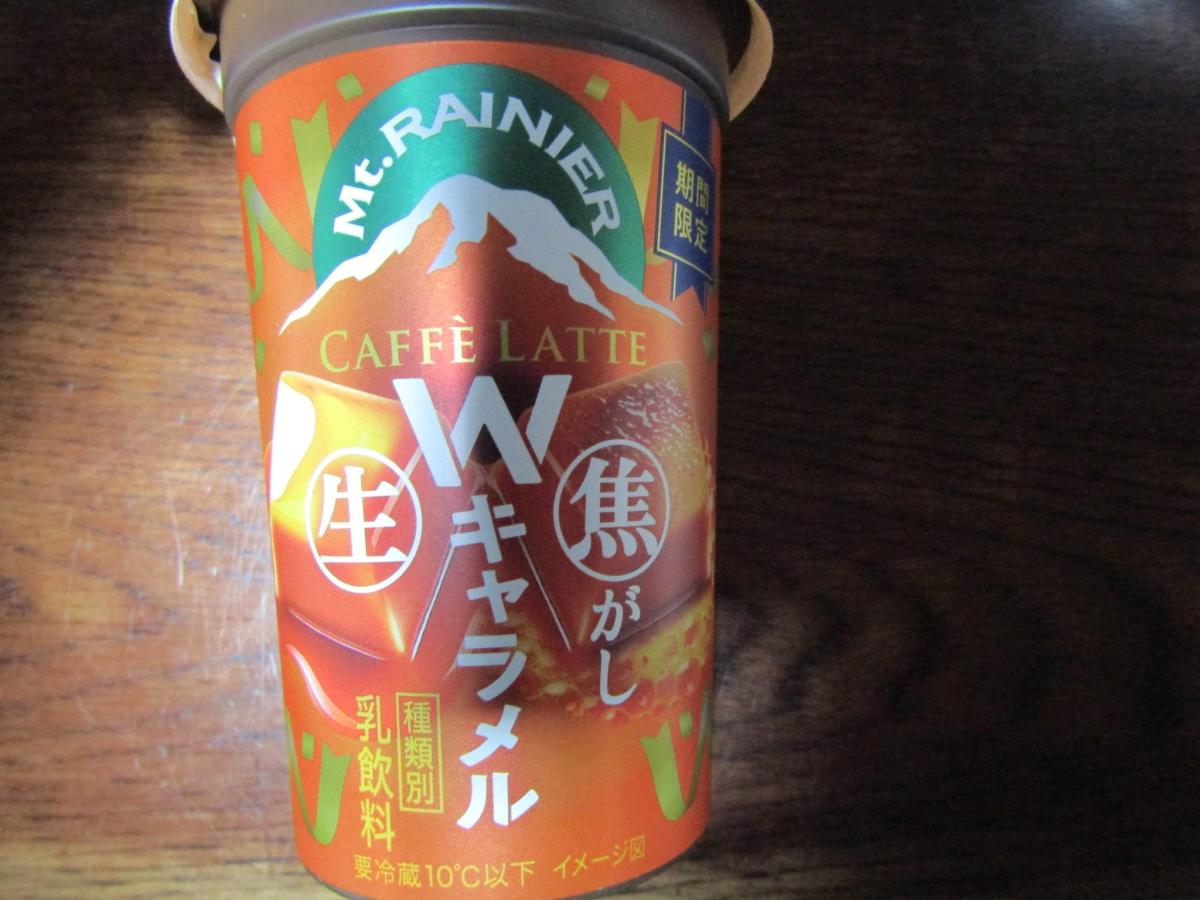 Mt. RAINIER
期間
限定
CAFFÈ LATTE
W
キャラメル
生
焦がし
種類別
乳飲料
要冷蔵10℃以下 イメージ図